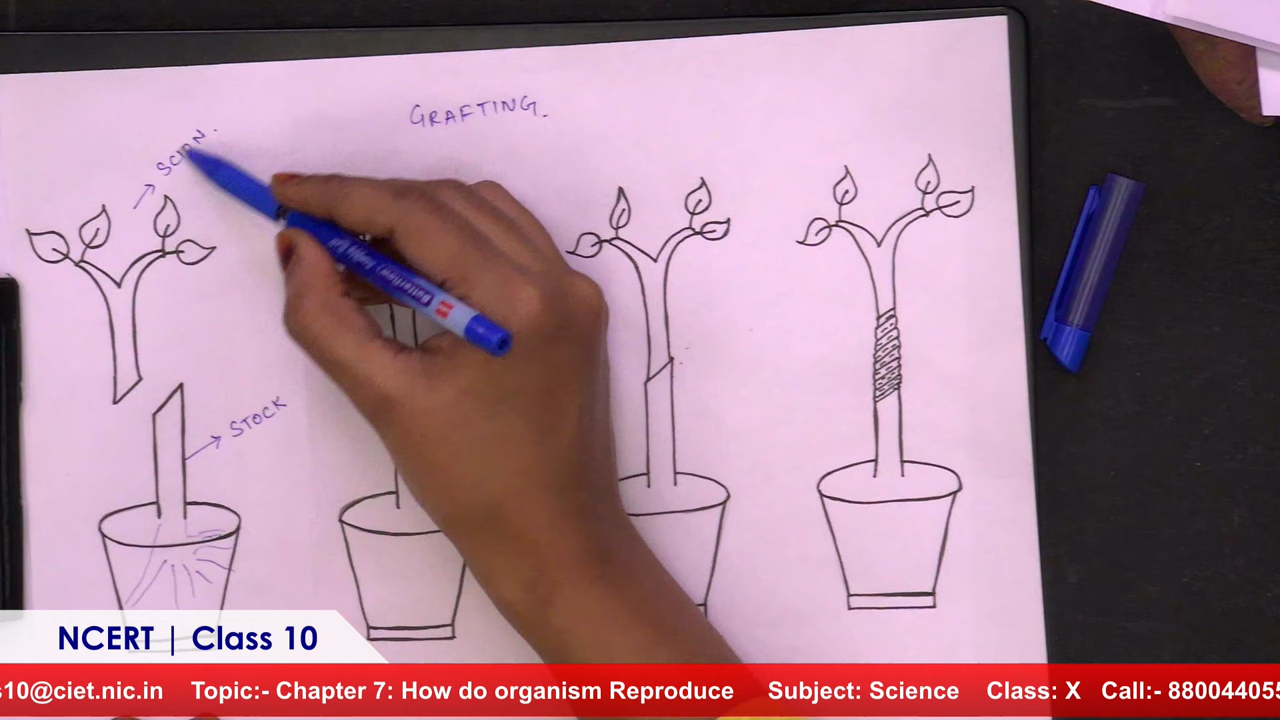 GRAFTING.
SCION.
STOCK
NCERT | Class 10
s10@ciet.nic.in Topic:- Chapter 7: How do organism Reproduce Subject: Science Class: X Call:- 880044055